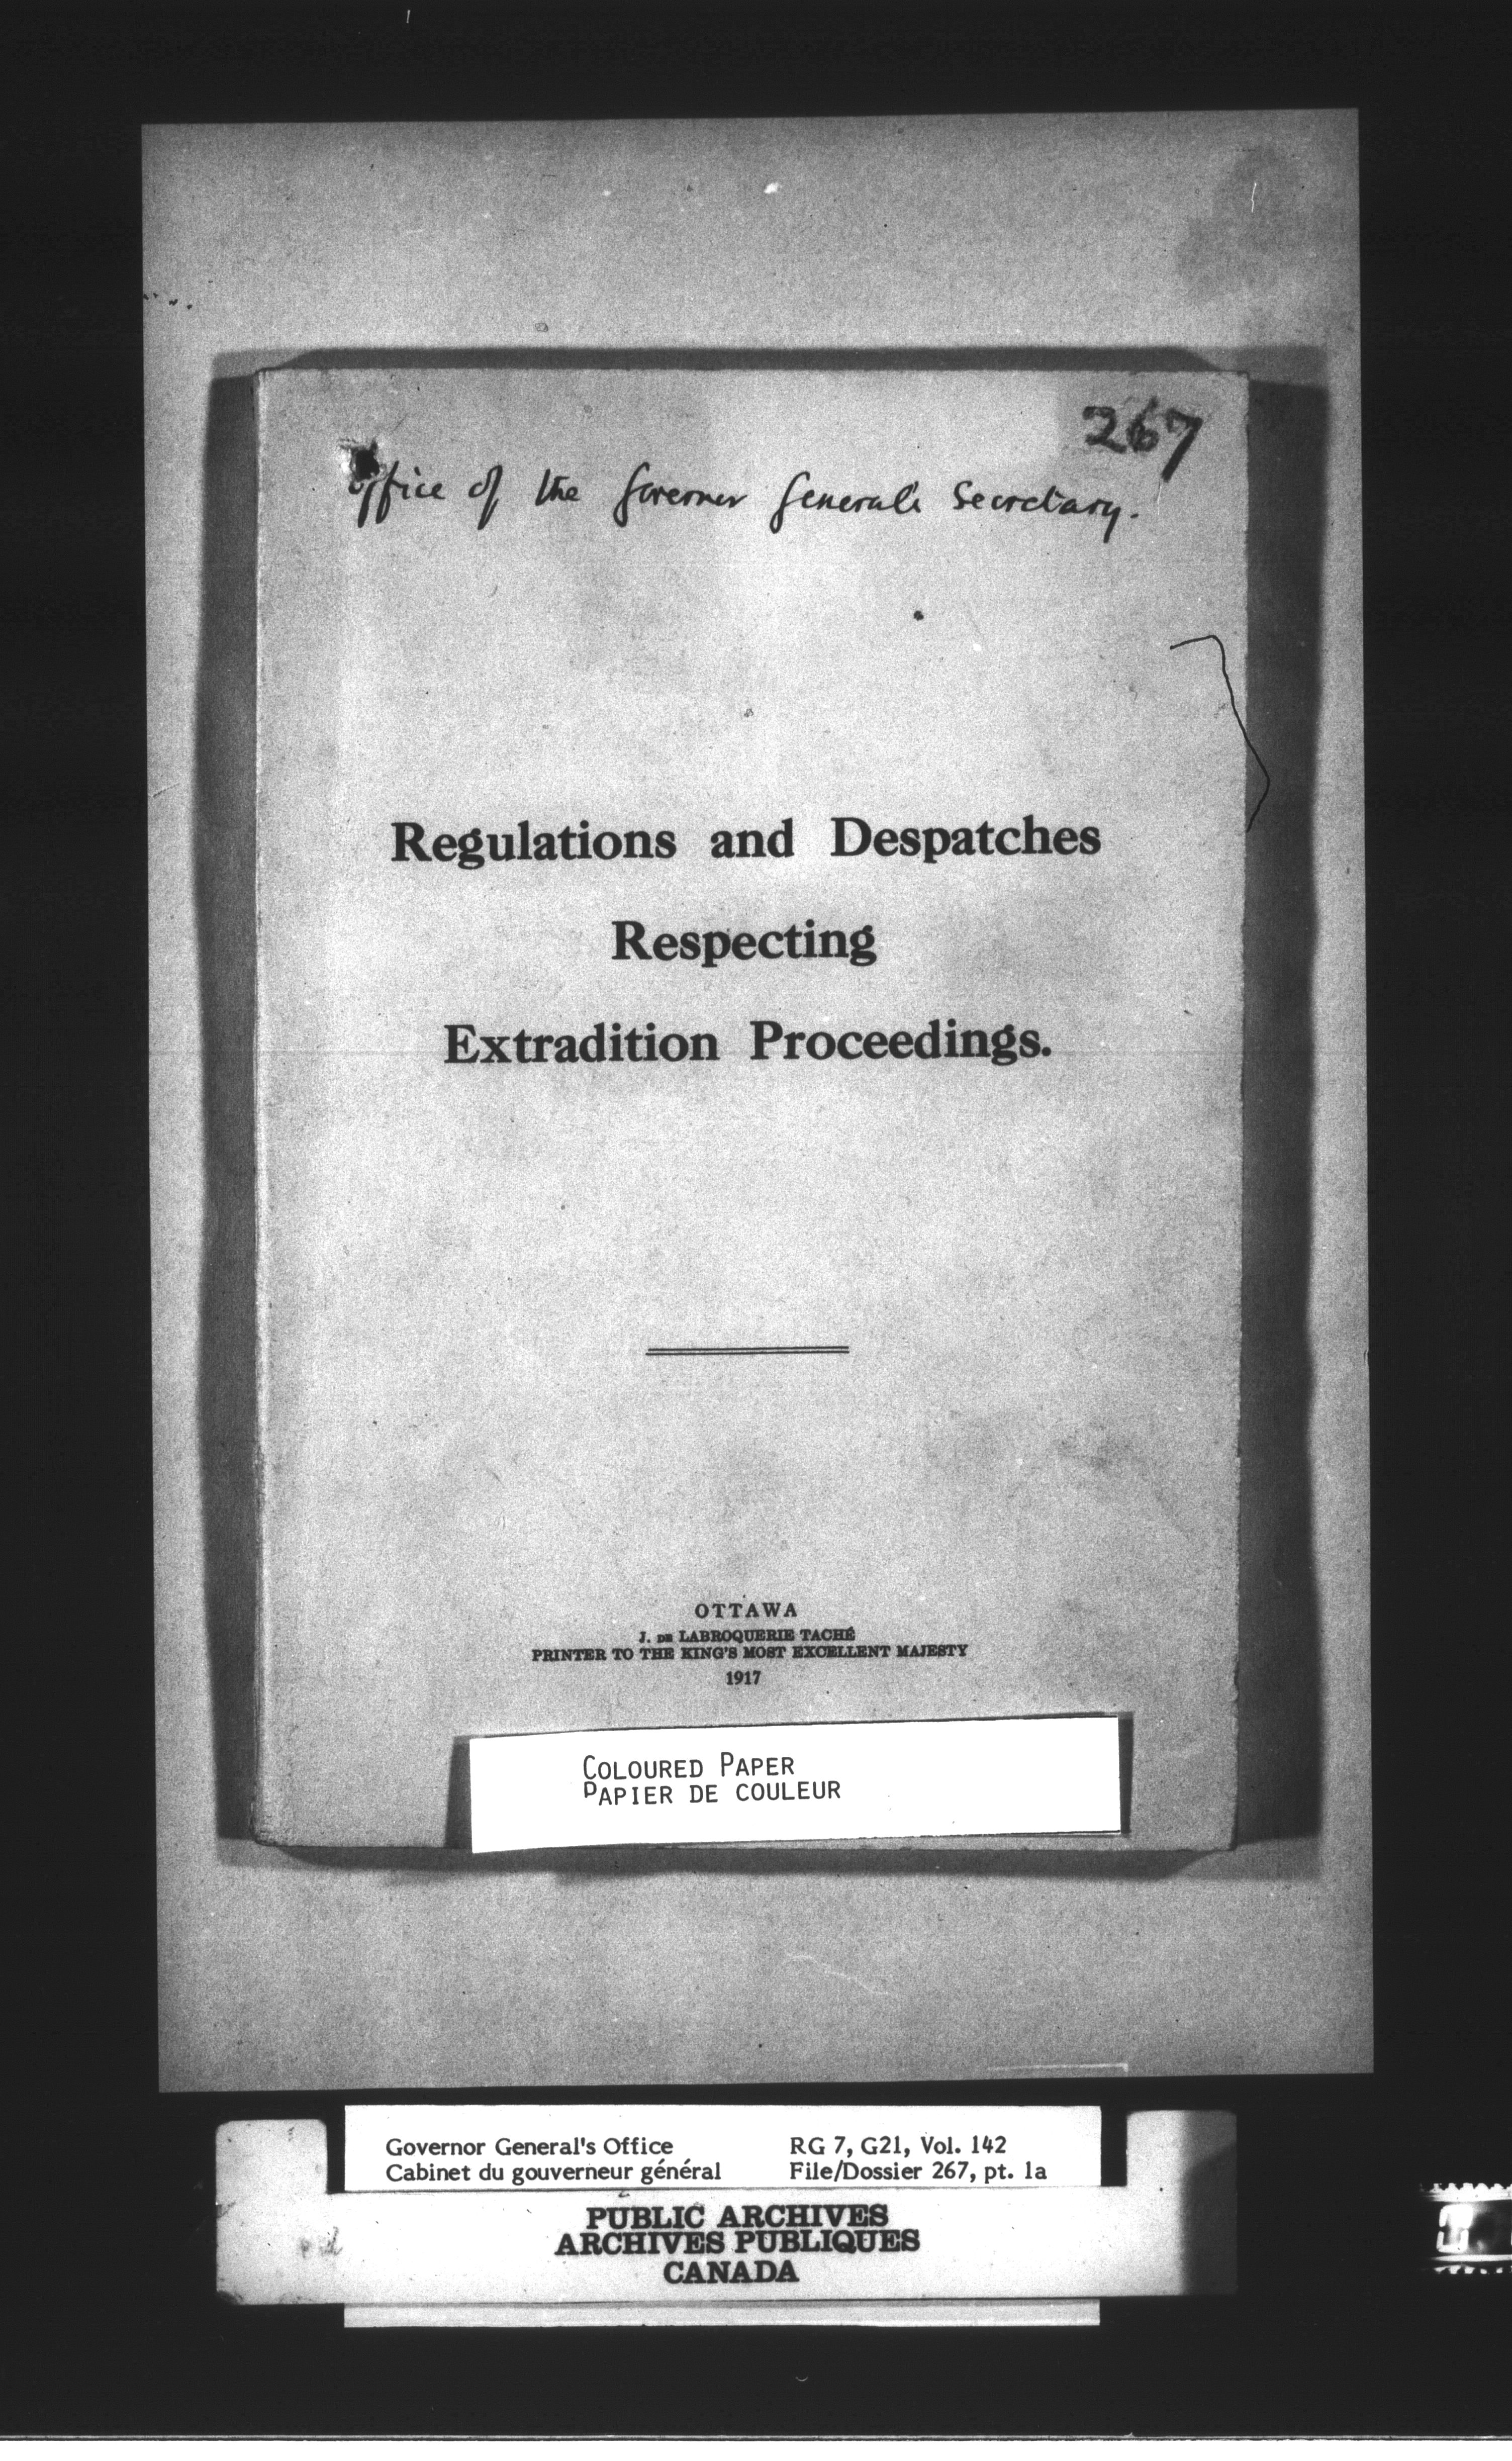 267
Office of the Governor General's Secretary.
Regulations and Despatches
Respecting
Extradition Proceedings.
OTTAWA
J. DE LABROQUERIE TACHÉ
PRINTER TO THE KING'S MOST EXCELLENT MAJESTY
1917
COLOURED PAPER
PAPIER DE COULEUR
Governor General's Office RG 7, G21, Vol. 142
Cabinet du gouverneur général File/Dossier 267, pt. 1a
PUBLIC ARCHIVES
ARCHIVES PUBLIQUES
CANADA